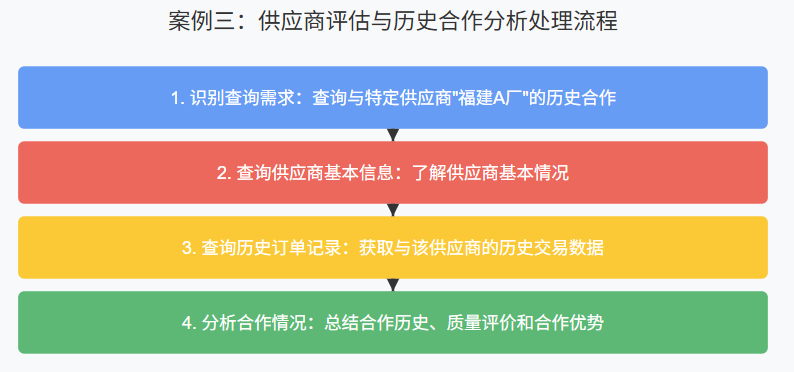 案例三：供应商评估与历史合作分析处理流程
1. 识别查询需求：查询与特定供应商"福建A厂"的历史合作
2. 查询供应商基本信息：了解供应商基本情况
3. 查询历史订单记录：获取与该供应商的历史交易数据
4. 分析合作情况：总结合作历史、质量评价和合作优势